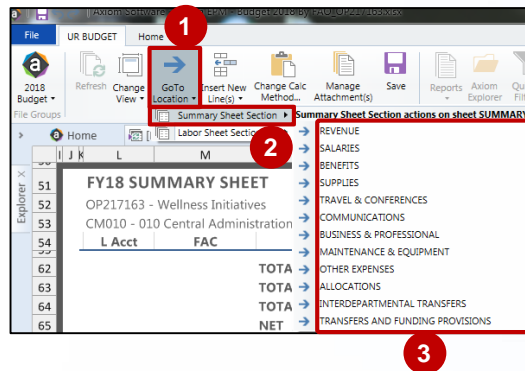 Axiom Software EPM - Budget 2018 By FAD_OP217163.xlsx
1
File UR BUDGET Home
2018 Budget Refresh Change View GoTo Location Insert New Line(s) Change Calc Method... Manage Attachment(s) Save Reports Axiom Explorer
File Groups
Summary Sheet Section Summary Sheet Section actions on sheet SUMMARY
Home Labor Sheet Sect
2
REVENUE
SALARIES
BENEFITS
SUPPLIES
TRAVEL & CONFERENCES
COMMUNICATIONS
BUSINESS & PROFESSIONAL
MAINTENANCE & EQUIPMENT
OTHER EXPENSES
ALLOCATIONS
INTERDEPARTMENTAL TRANSFERS
TRANSFERS AND FUNDING PROVISIONS
3
Explorer
I J K L M
51 FY18 SUMMARY SHEET
52 OP217163 - Wellness Initiatives
53 CM010 - 010 Central Administration
54 L Acct FAC
62 TOTA
63 TOTA
64 TOTA
65 NET